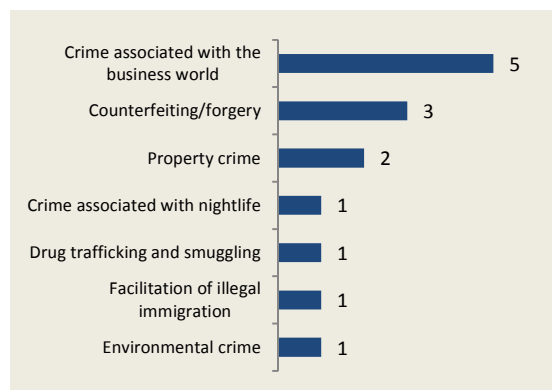 Crime associated with the
business world
5
Counterfeiting/forgery
3
Property crime
2
Crime associated with nightlife
1
Drug trafficking and smuggling
1
Facilitation of illegal
immigration
1
Environmental crime
1